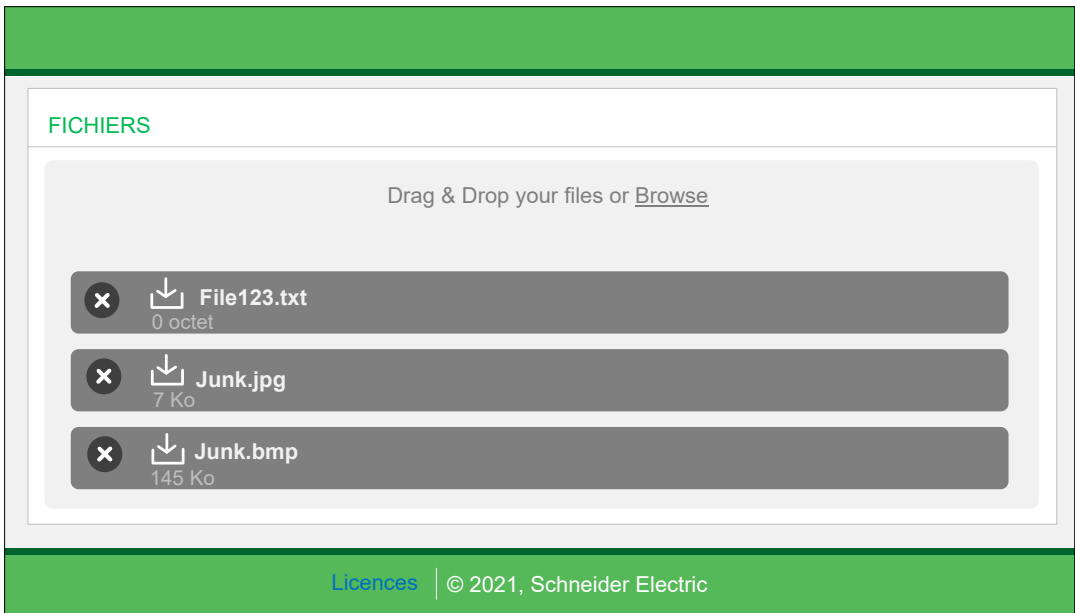 FICHIERS
Drag & Drop your files or Browse
File123.txt
0 octet
Junk.jpg
7 Ko
Junk.bmp
145 Ko
Licences © 2021, Schneider Electric